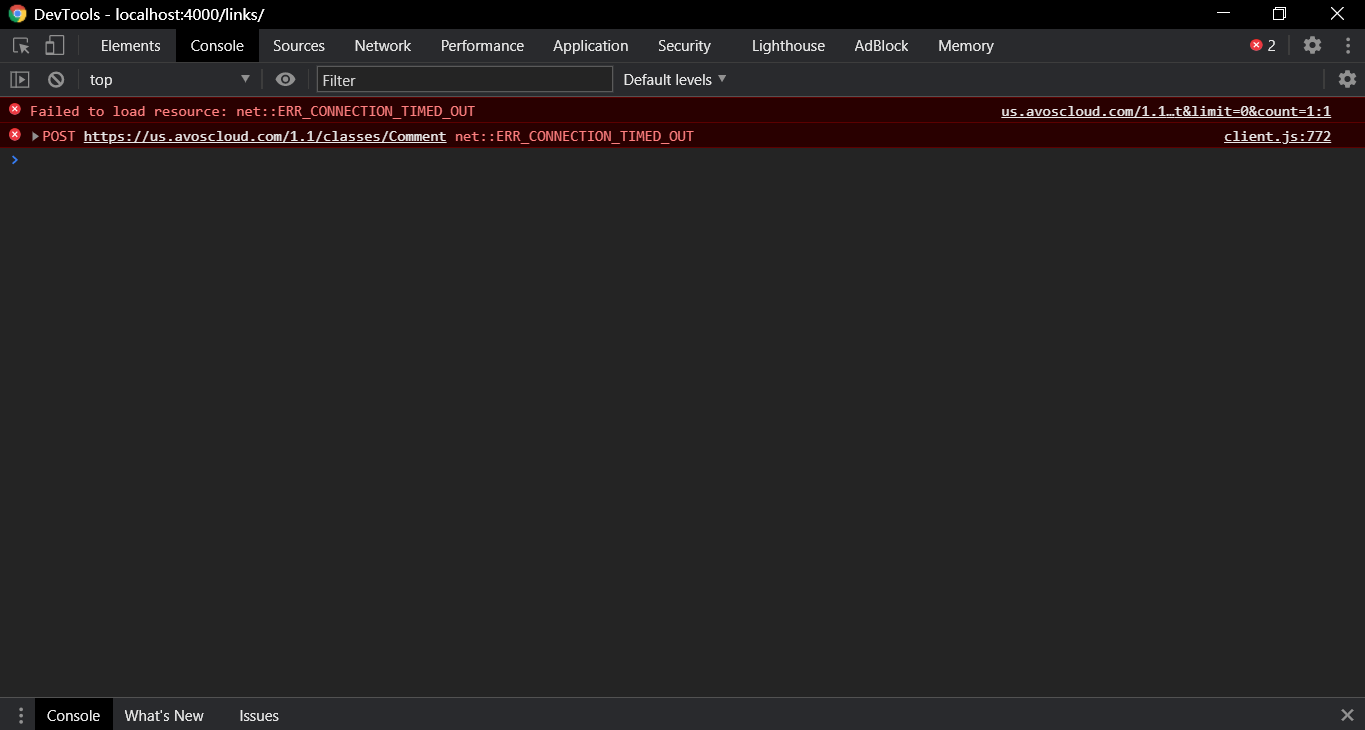 DevTools - localhost:4000/links/
Elements Console Sources Network Performance Application Security Lighthouse AdBlock Memory 2
top Filter Default levels
Failed to load resource: net::ERR_CONNECTION_TIMED_OUT us.avoscloud.com/1.1…t&limit=0&count=1:1
POST https://us.avoscloud.com/1.1/classes/Comment net::ERR_CONNECTION_TIMED_OUT client.js:772
Console What's New Issues